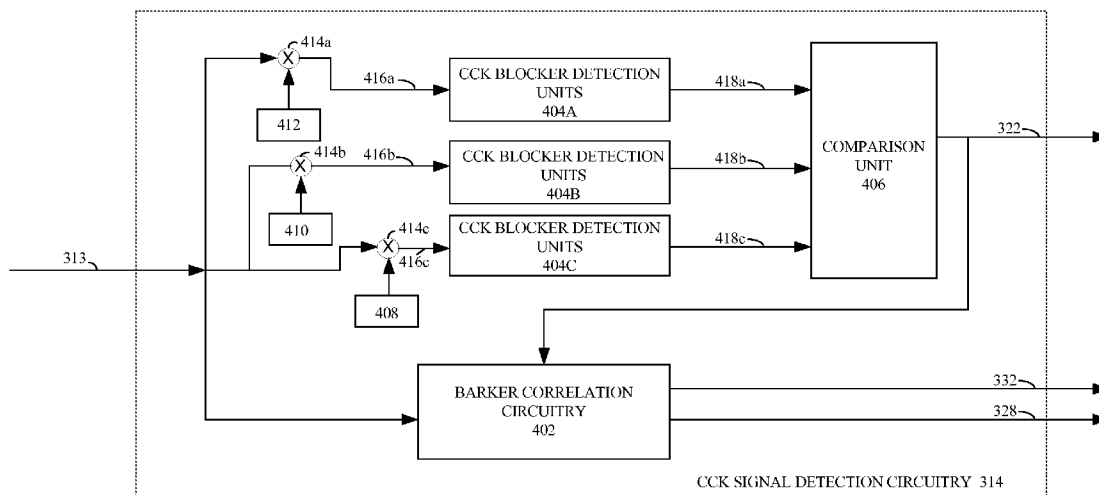 414a
416a
CCK BLOCKER DETECTION
UNITS
404A
418a
412
414b
416b
CCK BLOCKER DETECTION
UNITS
404B
418b
COMPARISON
UNIT
406
322
410
414c
416c
CCK BLOCKER DETECTION
UNITS
404C
418c
313
408
BARKER CORRELATION
CIRCUITRY
402
332
328
CCK SIGNAL DETECTION CIRCUITRY 314